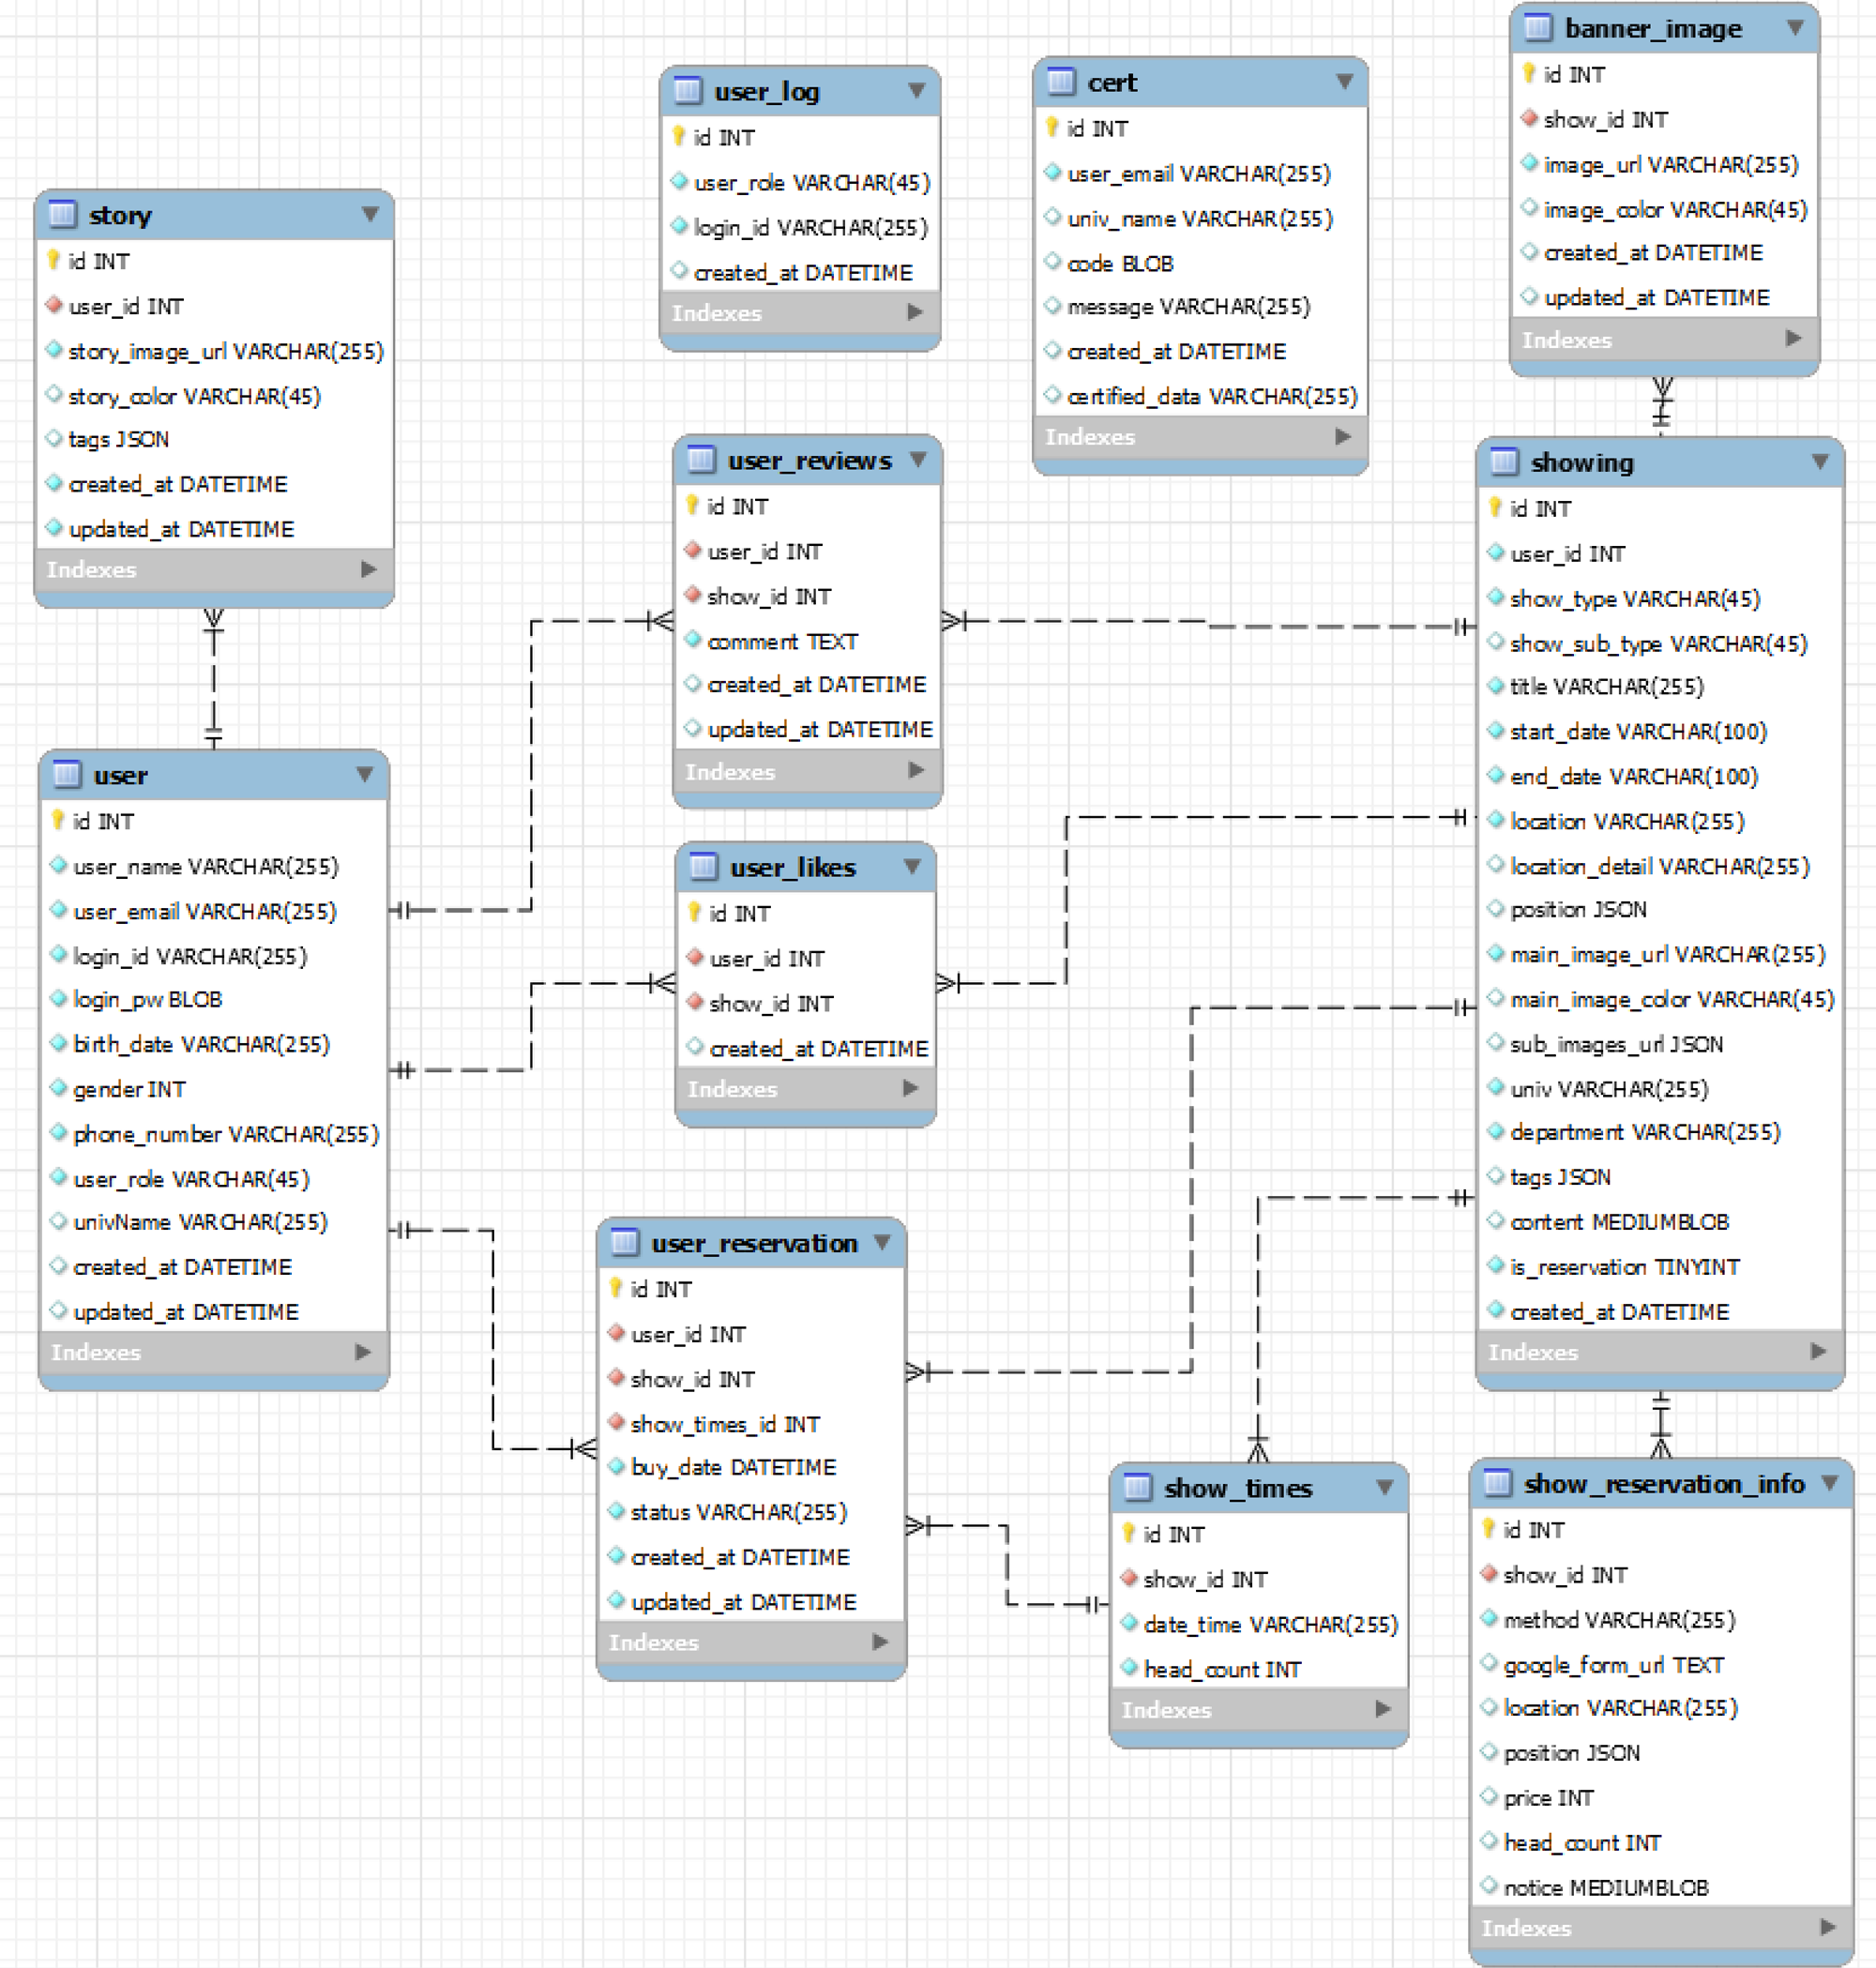 banner_image
id INT
show_id INT
image_url VARCHAR(255)
image_color VARCHAR(45)
created_at DATETIME
updated_at DATETIME
Indexes
user_log
id INT
user_role VARCHAR(45)
login_id VARCHAR(255)
created_at DATETIME
Indexes
cert
id INT
user_email VARCHAR(255)
univ_name VARCHAR(255)
code BLOB
message VARCHAR(255)
created_at DATETIME
certified_data VARCHAR(255)
Indexes
story
id INT
user_id INT
story_image_url VARCHAR(255)
story_color VARCHAR(45)
tags JSON
created_at DATETIME
updated_at DATETIME
Indexes
user_reviews
id INT
user_id INT
show_id INT
comment TEXT
created_at DATETIME
updated_at DATETIME
Indexes
showing
id INT
user_id INT
show_type VARCHAR(45)
show_sub_type VARCHAR(45)
title VARCHAR(255)
start_date VARCHAR(100)
end_date VARCHAR(100)
location VARCHAR(255)
location_detail VARCHAR(255)
position JSON
main_image_url VARCHAR(255)
main_image_color VARCHAR(45)
sub_images_url JSON
univ VARCHAR(255)
department VARCHAR(255)
tags JSON
content MEDIUMBLOB
is_reservation TINYINT
created_at DATETIME
Indexes
user
id INT
user_name VARCHAR(255)
user_email VARCHAR(255)
login_id VARCHAR(255)
login_pw BLOB
birth_date VARCHAR(255)
gender INT
phone_number VARCHAR(255)
user_role VARCHAR(45)
univName VARCHAR(255)
created_at DATETIME
updated_at DATETIME
Indexes
user_likes
id INT
user_id INT
show_id INT
created_at DATETIME
Indexes
user_reservation
id INT
user_id INT
show_id INT
show_times_id INT
buy_date DATETIME
status VARCHAR(255)
created_at DATETIME
updated_at DATETIME
Indexes
show_times
id INT
show_id INT
date_time VARCHAR(255)
head_count INT
Indexes
show_reservation_info
id INT
show_id INT
method VARCHAR(255)
google_form_url TEXT
location VARCHAR(255)
position JSON
price INT
head_count INT
notice MEDIUMBLOB
Indexes